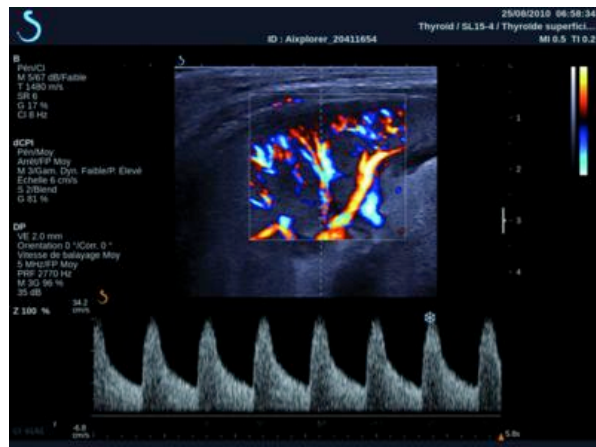 25/08/2010 06:58:34
Thyroid / SL15-4 / Thyroïde superfici...
ID : Aixplorer_20411654
MI 0.5 TI 0.2
B
Pén/Cl
M 5/67 dB/Faible
T 1480 m/s
SR 6
G 17 %
CI 8 Hz
dCPI
Pén/Moy
Arrêt/FP Moy
M 3/Gam. Dyn. Faible/P. Élevé
Échelle 6 cm/s
S 2/Blend
G 81 %
DP
VE 2.0 mm
Orientation 0 °/Corr. 0 °
Vitesse de balayage Moy
5 MHz/FP Moy
PRF 2770 Hz
M 3G 96 %
35 dB
Z 100 %
1
2
3
4
34.2
cm/s
-6.8
cm/s
5.8s